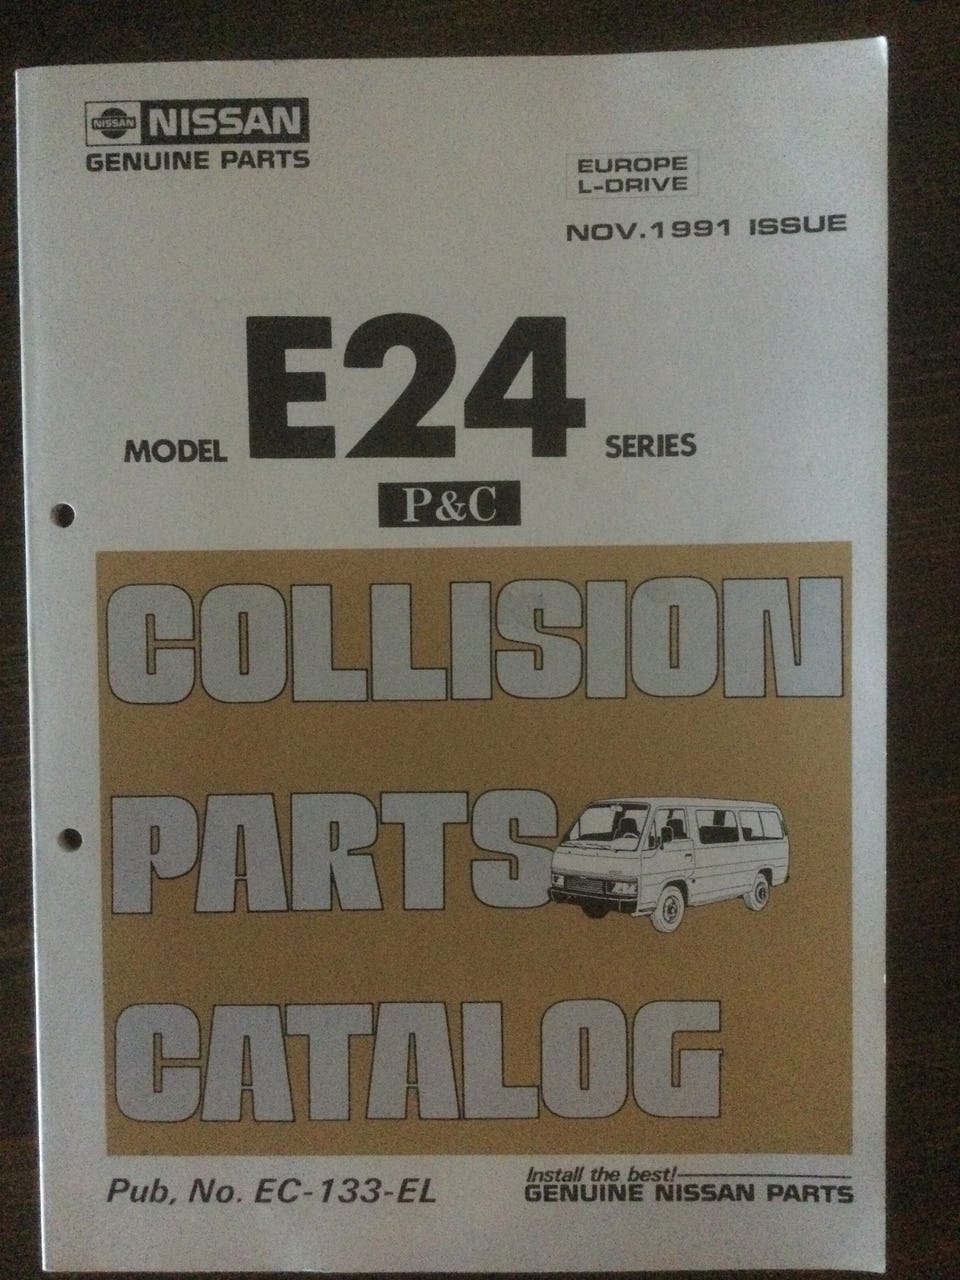 NISSAN NISSAN
GENUINE PARTS
EUROPE
L-DRIVE
NOV.1991 ISSUE
MODEL E24 SERIES
P&C
COLLISION
PARTS
CATALOG
Pub, No. EC-133-EL
Install the best!
GENUINE NISSAN PARTS